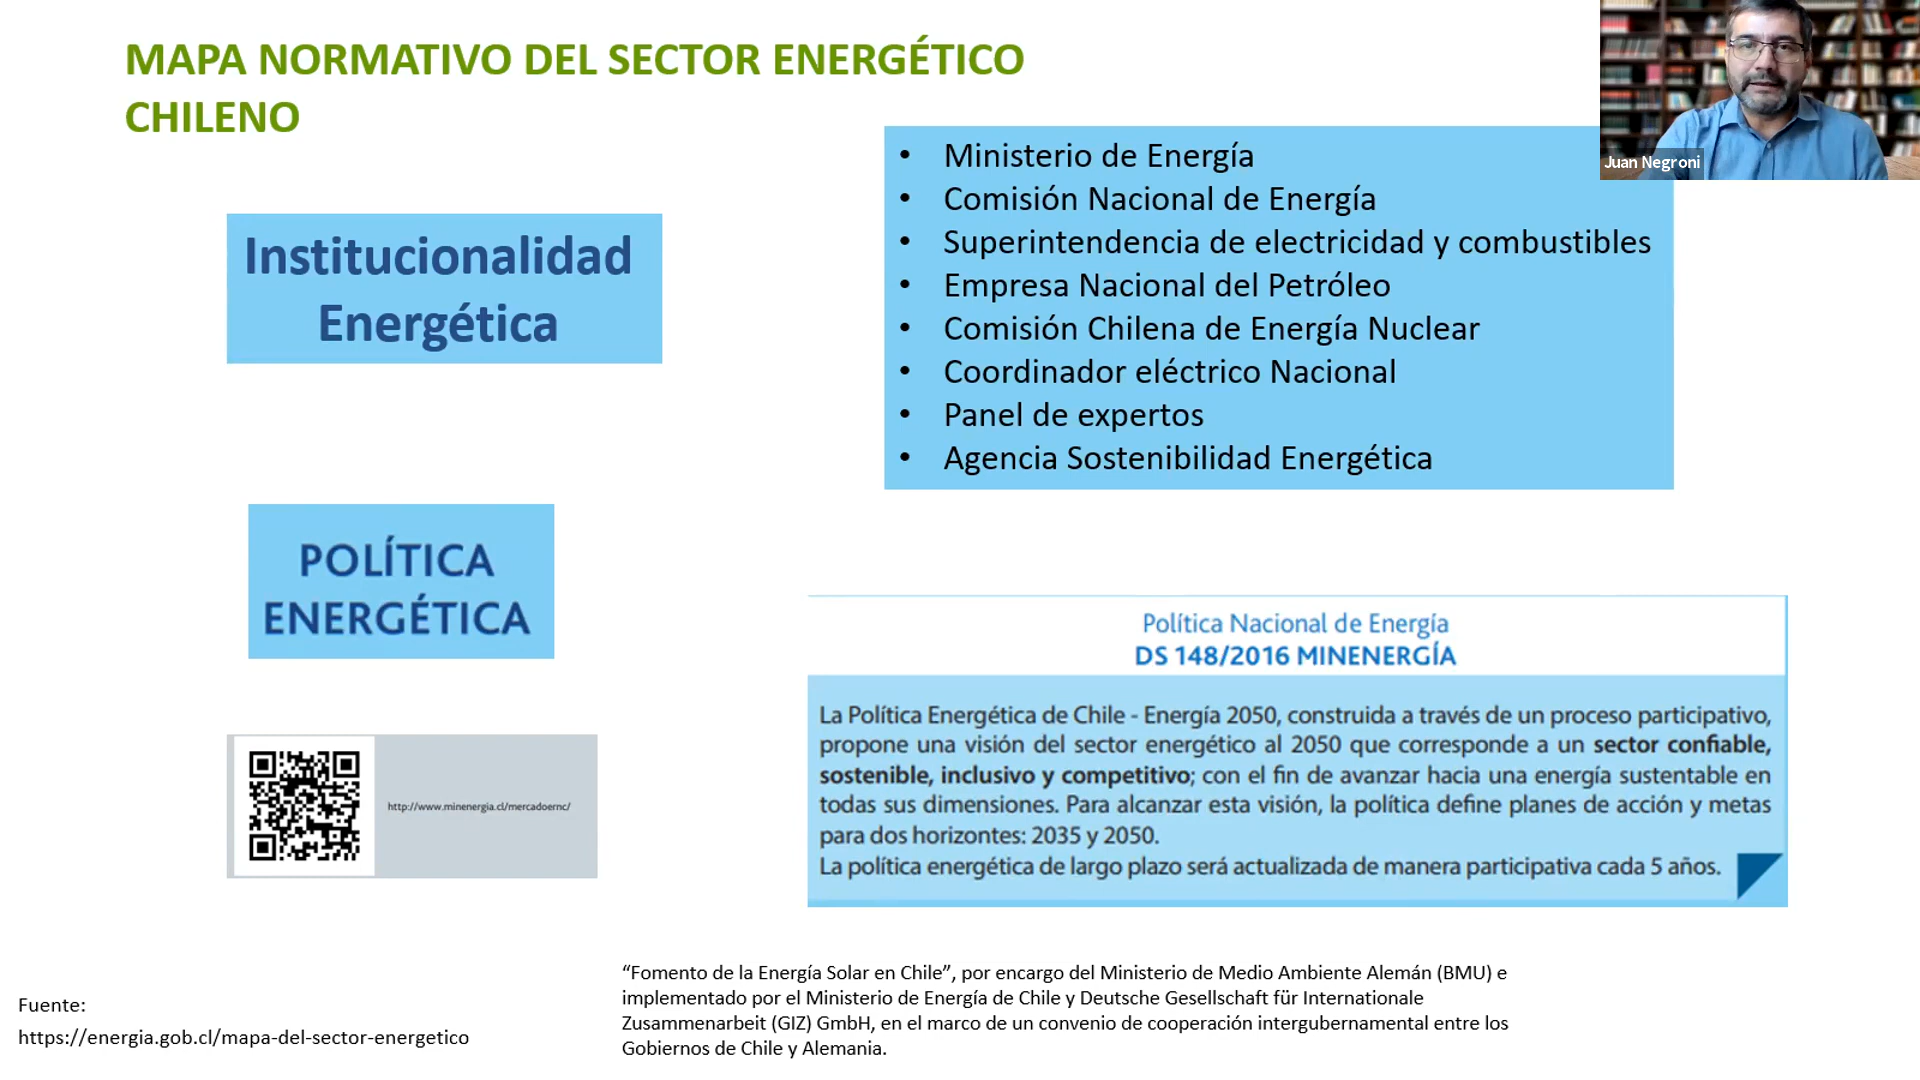 MAPA NORMATIVO DEL SECTOR ENERGÉTICO
CHILENO
Juan Negroni
Institucionalidad
Energética
• Ministerio de Energía
• Comisión Nacional de Energía
• Superintendencia de electricidad y combustibles
• Empresa Nacional del Petróleo
• Comisión Chilena de Energía Nuclear
• Coordinador eléctrico Nacional
• Panel de expertos
• Agencia Sostenibilidad Energética
POLÍTICA
ENERGÉTICA
Política Nacional de Energía
DS 148/2016 MINENERGÍA
La Política Energética de Chile - Energía 2050, construida a través de un proceso participativo,
propone una visión del sector energético al 2050 que corresponde a un sector confiable,
sostenible, inclusivo y competitivo; con el fin de avanzar hacia una energía sustentable en
todas sus dimensiones. Para alcanzar esta visión, la política define planes de acción y metas
para dos horizontes: 2035 y 2050.
La política energética de largo plazo será actualizada de manera participativa cada 5 años.
http://www.minenergia.cl/mercadoernc/
“Fomento de la Energía Solar en Chile”, por encargo del Ministerio de Medio Ambiente Alemán (BMU) e
implementado por el Ministerio de Energía de Chile y Deutsche Gesellschaft für Internationale
Zusammenarbeit (GIZ) GmbH, en el marco de un convenio de cooperación intergubernamental entre los
Gobiernos de Chile y Alemania.
Fuente:
https://energia.gob.cl/mapa-del-sector-energetico